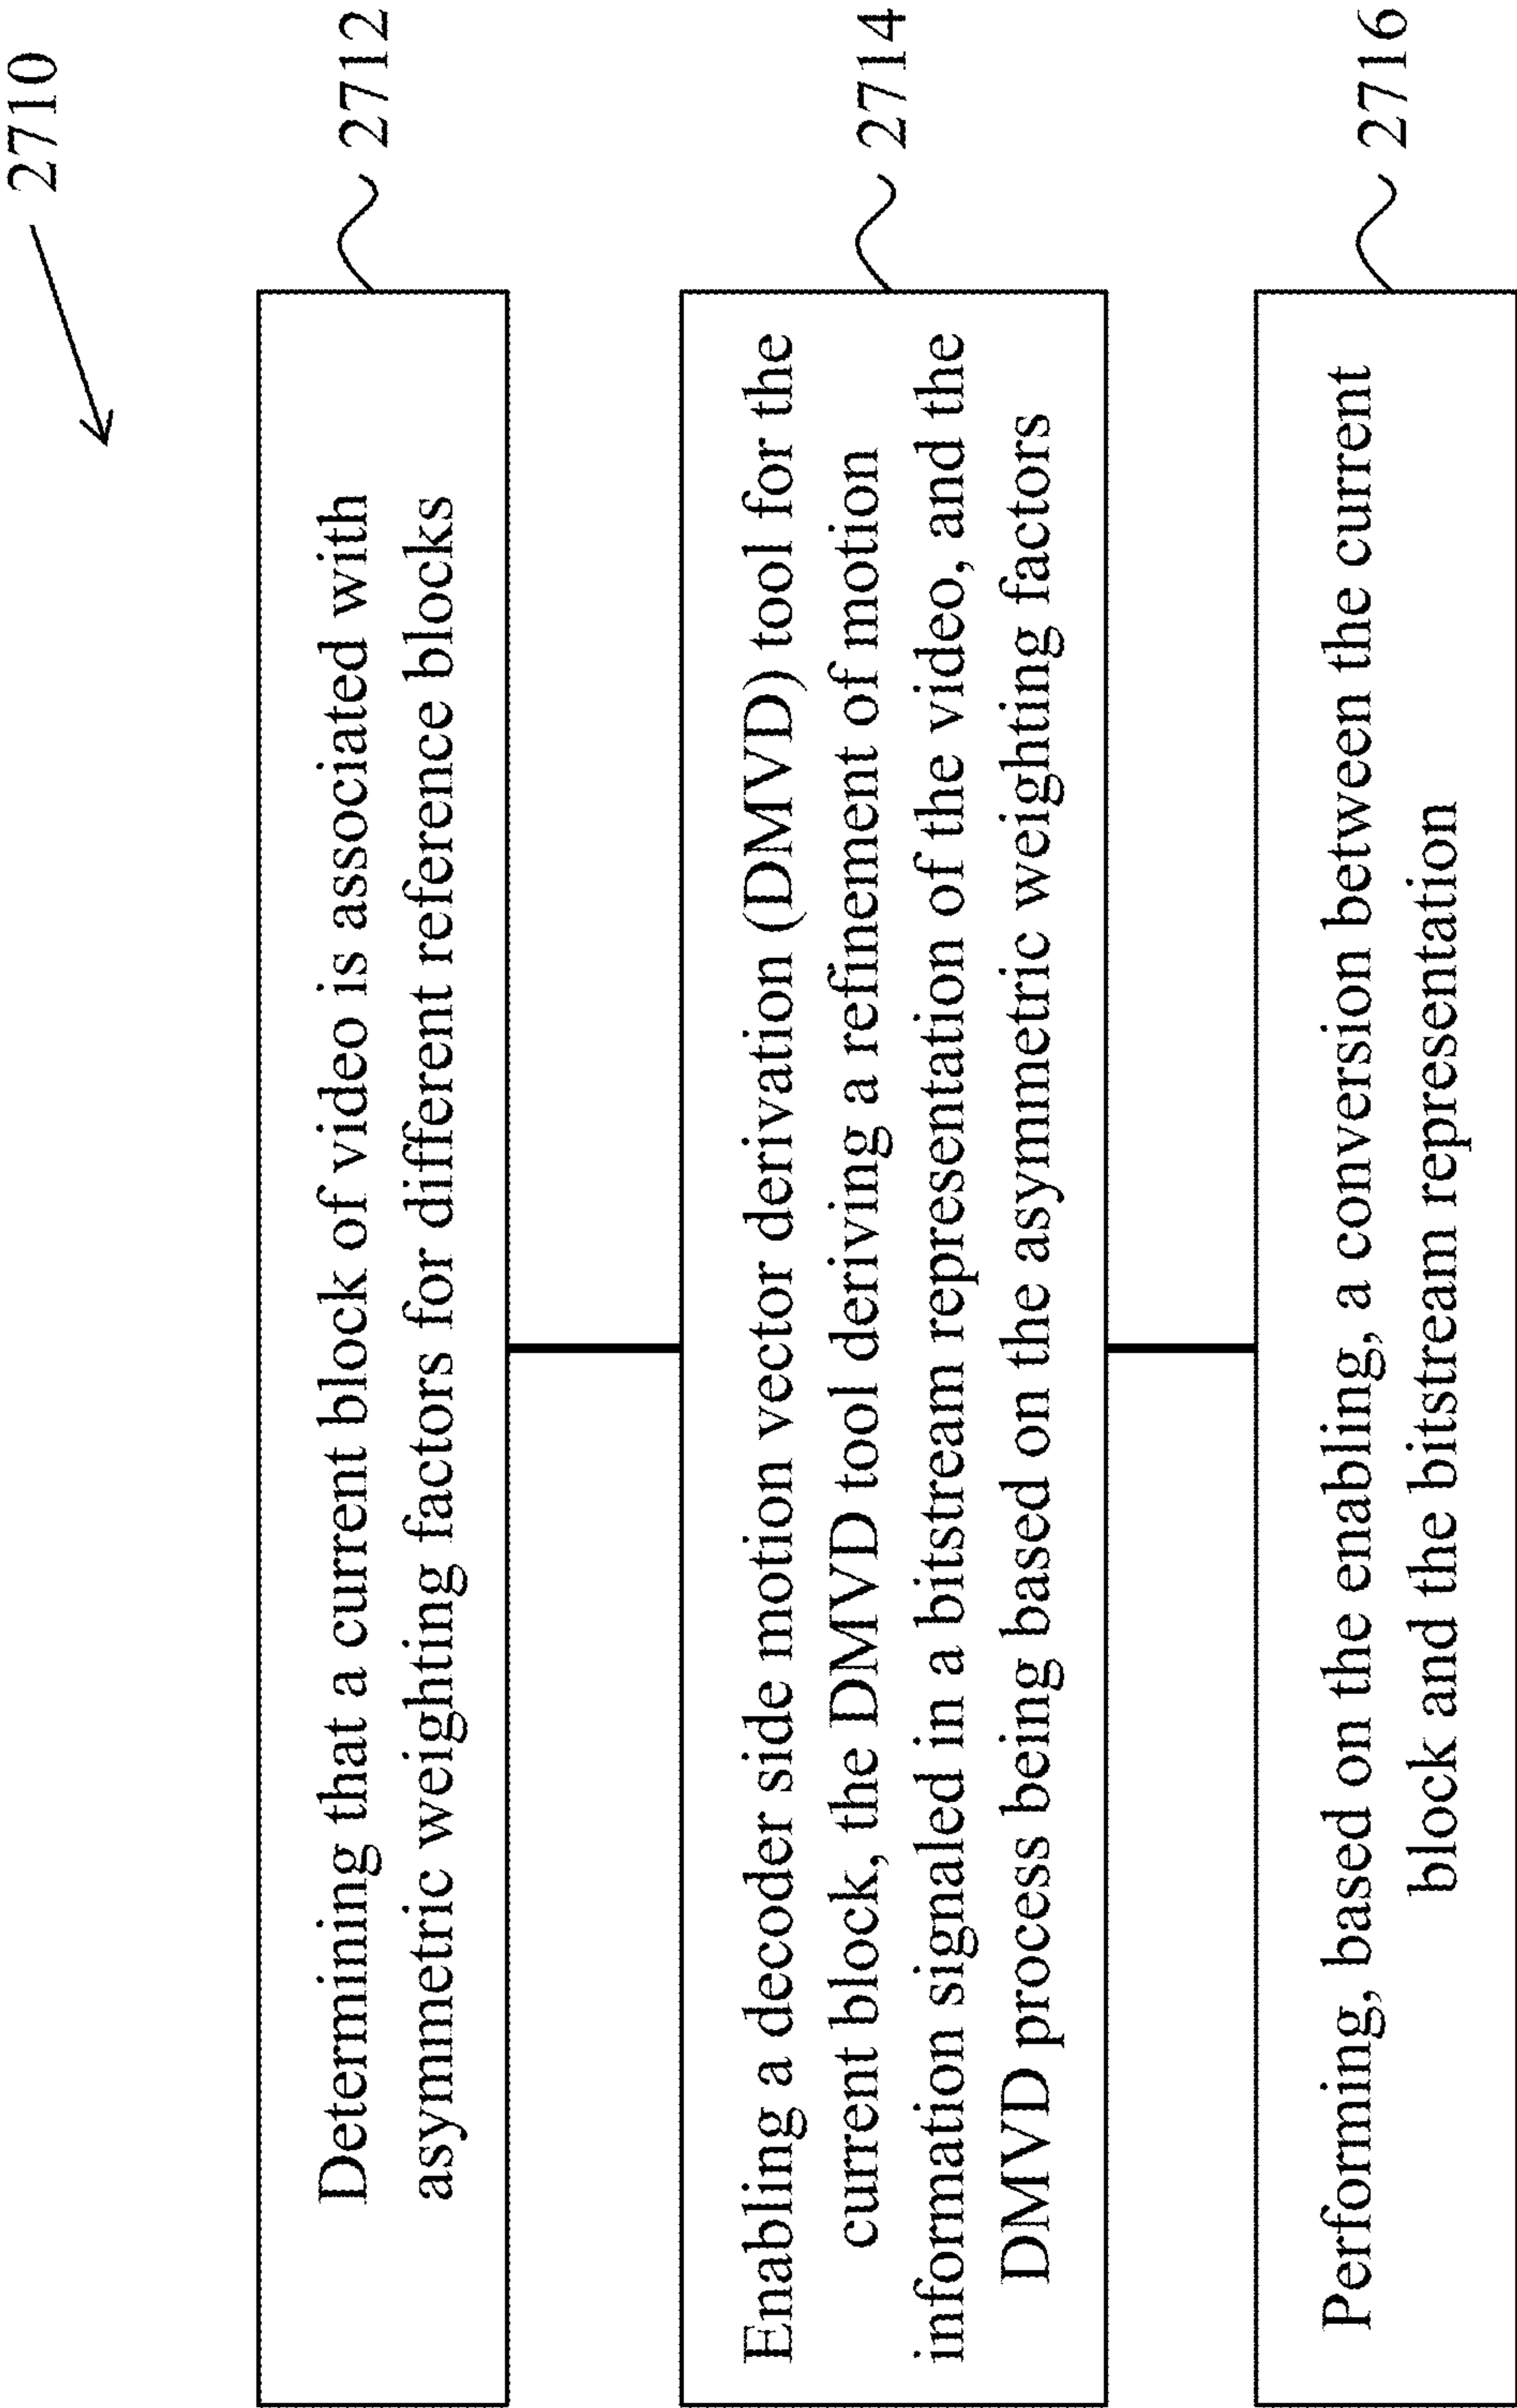 2710
Determining that a current block of video is associated with
asymmetric weighting factors for different reference blocks
2712
Enabling a decoder side motion vector derivation (DMVD) tool for the
current block, the DMVD tool deriving a refinement of motion
information signaled in a bitstream representation of the video, and the
DMVD process being based on the asymmetric weighting factors
2714
Performing, based on the enabling, a conversion between the current
block and the bitstream representation
2716